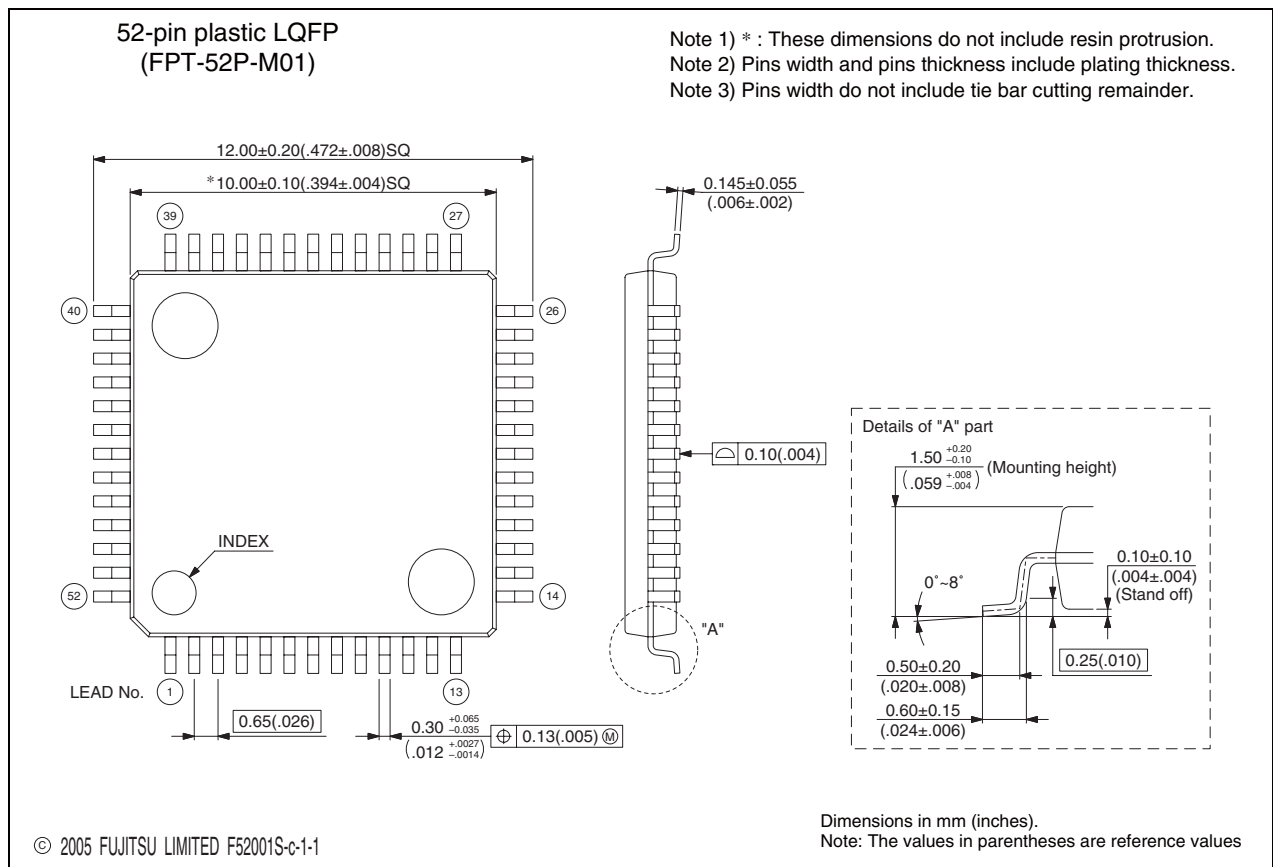 52-pin plastic LQFP
(FPT-52P-M01)
Note 1) * : These dimensions do not include resin protrusion.
Note 2) Pins width and pins thickness include plating thickness.
Note 3) Pins width do not include tie bar cutting remainder.
12.00±0.20(.472±.008)SQ
*10.00±0.10(.394±.004)SQ
0.145±0.055
(.006±.002)
39
27
40
26
0.10(.004)
INDEX
52
14
"A"
LEAD No.
1
13
0.65(.026)
0.30 +0.065 –0.035
(.012 +.0027 –.0014)
0.13(.005) Ⓜ
Details of "A" part
1.50 +0.20 –0.10
(.059 +.008 –.004)
(Mounting height)
0.10±0.10
(.004±.004)
(Stand off)
0˚~8˚
0.25(.010)
0.50±0.20
(.020±.008)
0.60±0.15
(.024±.006)
© 2005 FUJITSU LIMITED F52001S-c-1-1
Dimensions in mm (inches).
Note: The values in parentheses are reference values